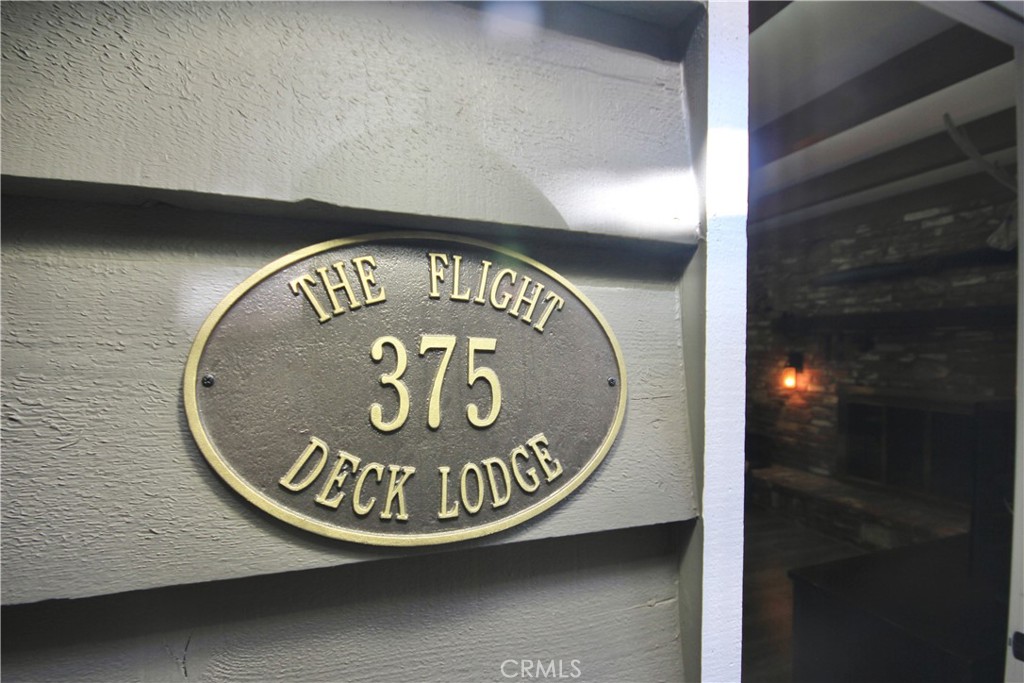 THE FLIGHT
375
DECK LODGE
CRMLS